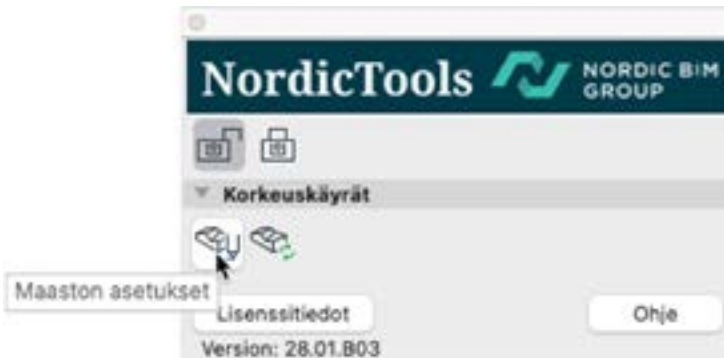 NordicTools NORDIC BIM
GROUP
Korkeuskäyrät
Maaston asetukset
Lisenssitiedot Ohje
Version: 28.01.B03